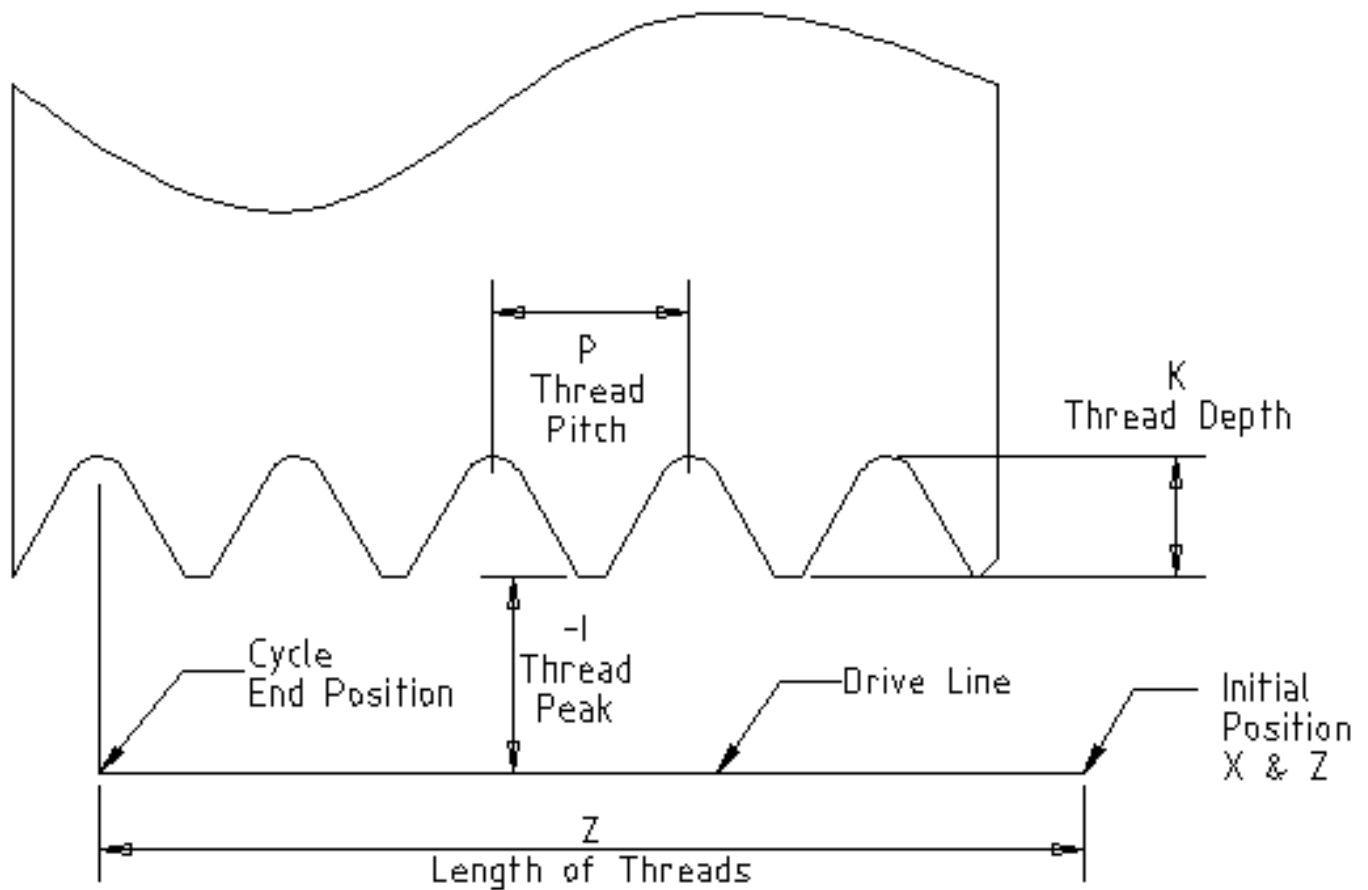 P
Thread
Pitch
K
Thread Depth
-I
Thread
Peak
Cycle
End Position
Drive Line
Initial
Position
X & Z
Z
Length of Threads